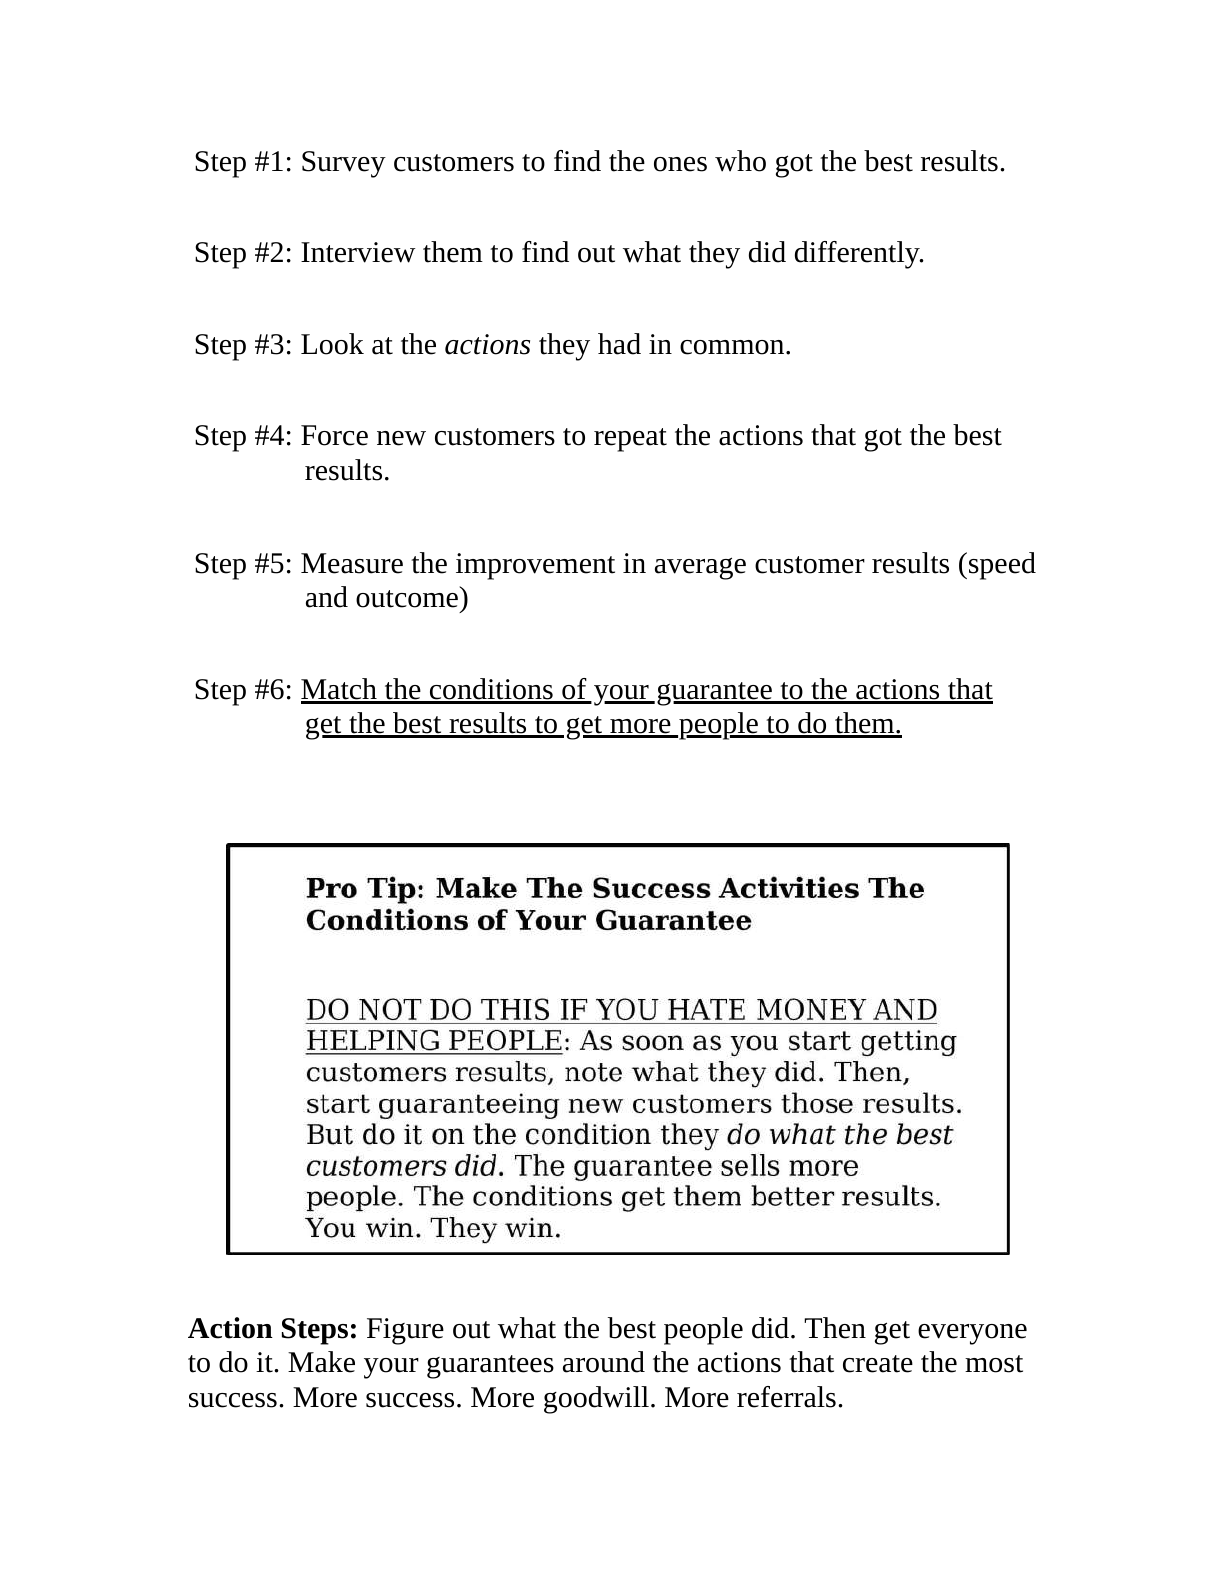 Step #1: Survey customers to find the ones who got the best results.
Step #2: Interview them to find out what they did differently.
Step #3: Look at the actions they had in common.
Step #4: Force new customers to repeat the actions that got the best
results.
Step #5: Measure the improvement in average customer results (speed
and outcome)
Step #6: Match the conditions of your guarantee to the actions that
get the best results to get more people to do them.
Pro Tip: Make The Success Activities The
Conditions of Your Guarantee
DO NOT DO THIS IF YOU HATE MONEY AND
HELPING PEOPLE: As soon as you start getting
customers results, note what they did. Then,
start guaranteeing new customers those results.
But do it on the condition they do what the best
customers did. The guarantee sells more
people. The conditions get them better results.
You win. They win.
Action Steps: Figure out what the best people did. Then get everyone
to do it. Make your guarantees around the actions that create the most
success. More success. More goodwill. More referrals.